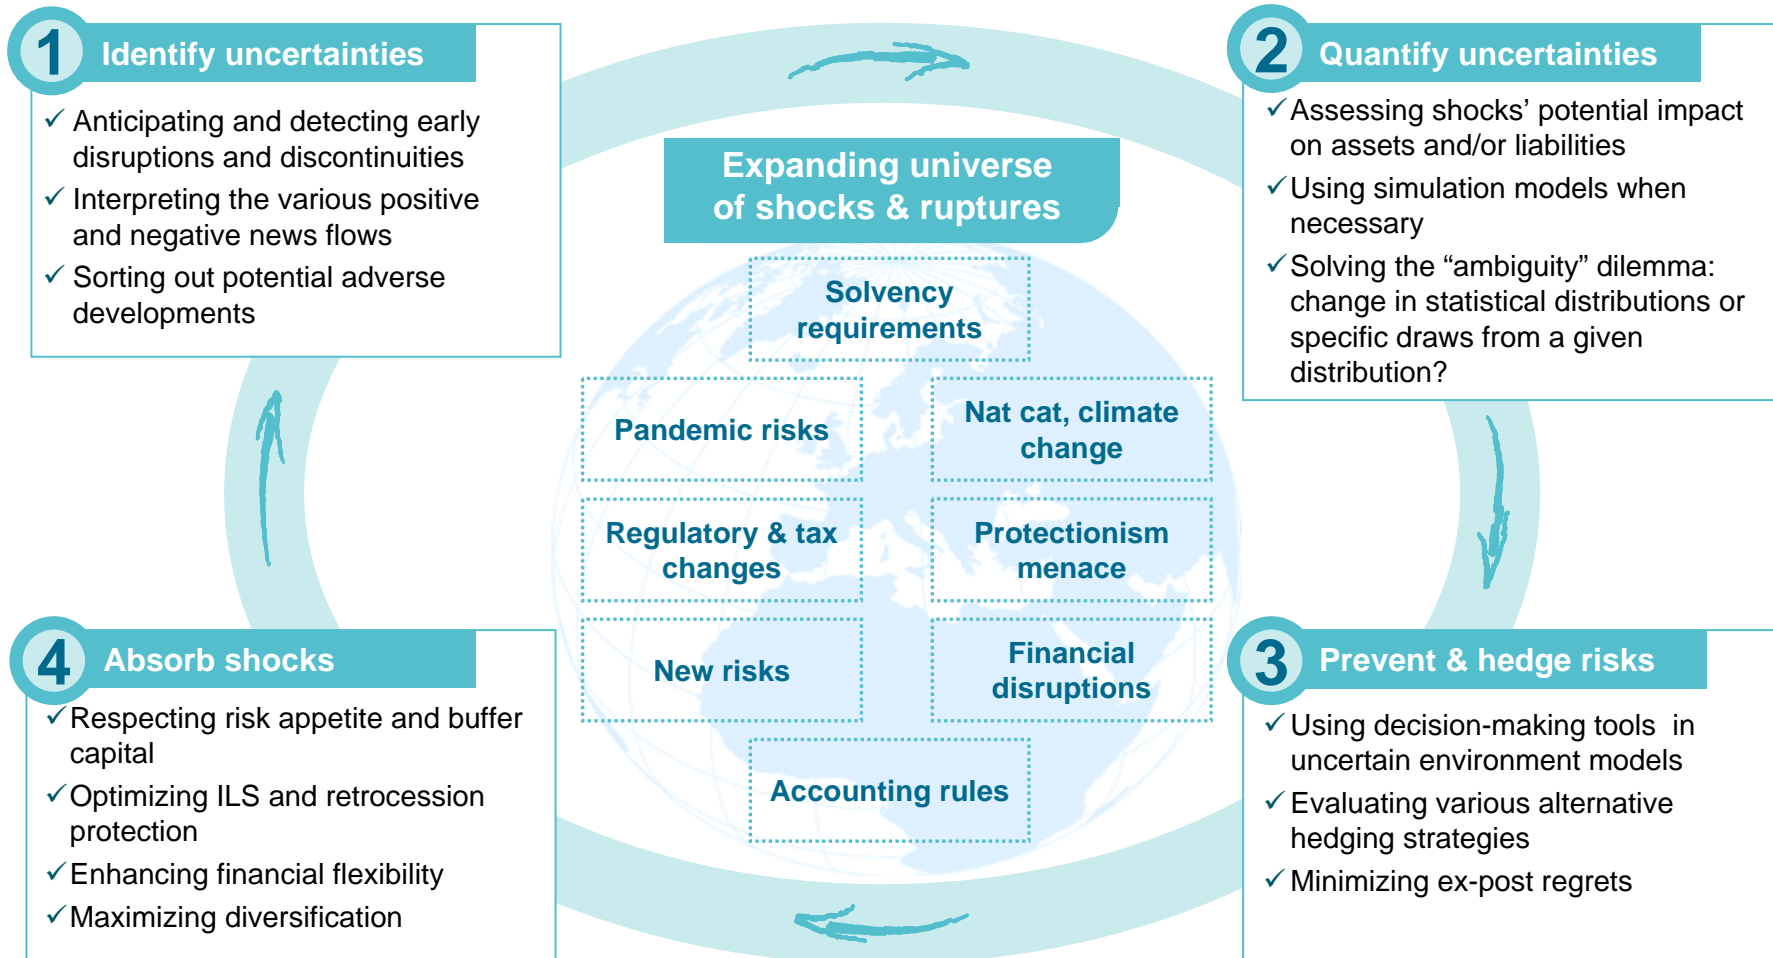 1 Identify uncertainties
✓ Anticipating and detecting early
disruptions and discontinuities
✓ Interpreting the various positive
and negative news flows
✓ Sorting out potential adverse
developments
2 Quantify uncertainties
✓ Assessing shocks’ potential impact
on assets and/or liabilities
✓ Using simulation models when
necessary
✓ Solving the “ambiguity” dilemma:
change in statistical distributions or
specific draws from a given
distribution?
Expanding universe
of shocks & ruptures
Solvency
requirements
Pandemic risks
Nat cat, climate
change
Regulatory & tax
changes
Protectionism
menace
New risks
Financial
disruptions
Accounting rules
4 Absorb shocks
✓ Respecting risk appetite and buffer
capital
✓ Optimizing ILS and retrocession
protection
✓ Enhancing financial flexibility
✓ Maximizing diversification
3 Prevent & hedge risks
✓ Using decision-making tools  in
uncertain environment models
✓ Evaluating various alternative
hedging strategies
✓ Minimizing ex-post regrets